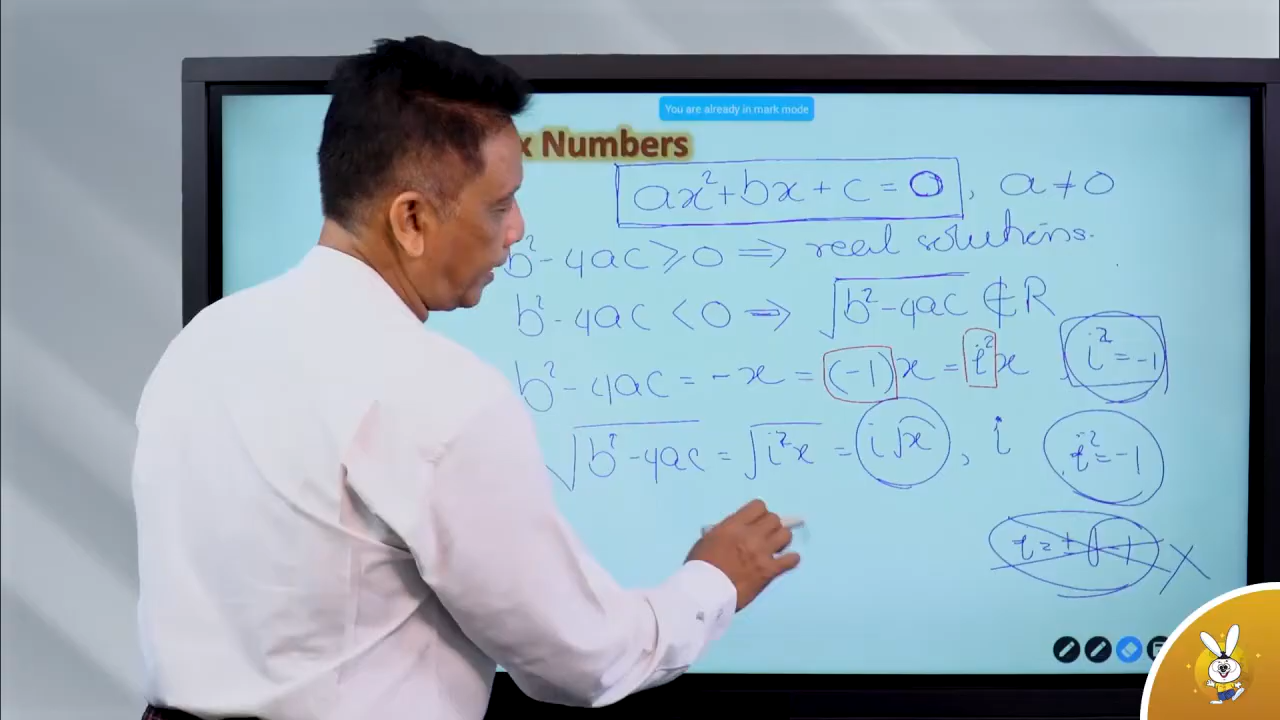 You are already in mark mode
x Numbers
ax²+bx+c=0, a≠0
b²-4ac≥0 ⇒ real solutions.
b²-4ac<0 ⇒ √b²-4ac ∉ R
b²-4ac=-x=(-1)x=i²x i²=-1
√b²-4ac=√i²x=i√x, i i²=-1
i=±√-1 X